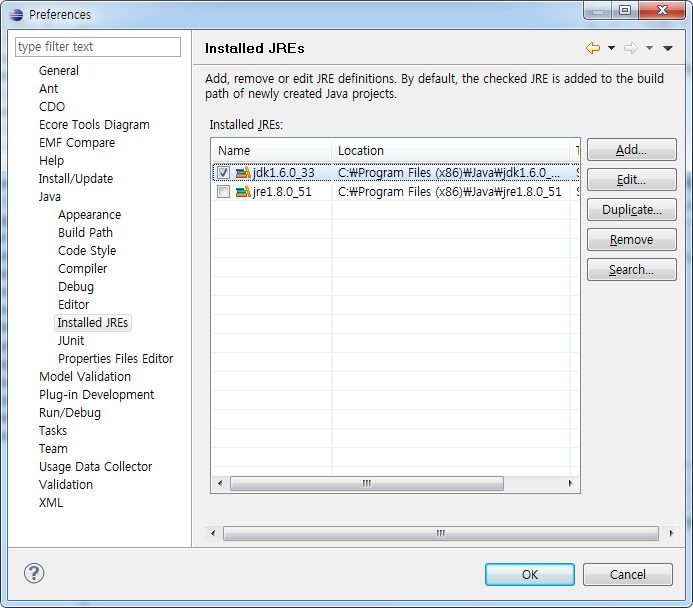 Preferences
type filter text
General
Ant
CDO
Ecore Tools Diagram
EMF Compare
Help
Install/Update
Java
Appearance
Build Path
Code Style
Compiler
Debug
Editor
Installed JREs
JUnit
Properties Files Editor
Model Validation
Plug-in Development
Run/Debug
Tasks
Team
Usage Data Collector
Validation
XML
Installed JREs
Add, remove or edit JRE definitions. By default, the checked JRE is added to the build
path of newly created Java projects.
Installed JREs:
Name Location T
jdk1.6.0_33 C:₩Program Files (x86)₩Java₩jdk1.6.0_... S
jre1.8.0_51 C:₩Program Files (x86)₩Java₩jre1.8.0_51 S
Add...
Edit...
Duplicate...
Remove
Search...
?
OK Cancel